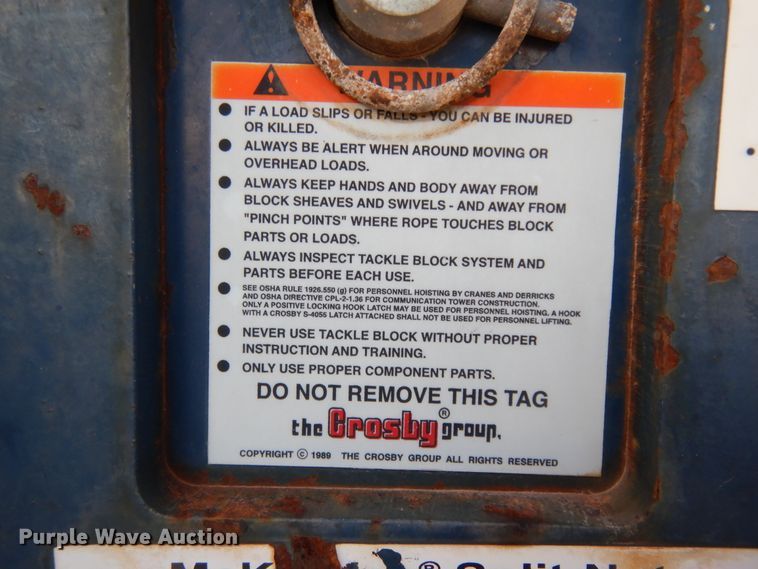 WARNING
IF A LOAD SLIPS OR FALLS - YOU CAN BE INJURED
OR KILLED.
ALWAYS BE ALERT WHEN AROUND MOVING OR
OVERHEAD LOADS.
ALWAYS KEEP HANDS AND BODY AWAY FROM
BLOCK SHEAVES AND SWIVELS - AND AWAY FROM
"PINCH POINTS" WHERE ROPE TOUCHES BLOCK
PARTS OR LOADS.
ALWAYS INSPECT TACKLE BLOCK SYSTEM AND
PARTS BEFORE EACH USE.
SEE OSHA RULE 1926.550 (g) FOR PERSONNEL HOISTING BY CRANES AND DERRICKS
AND OSHA DIRECTIVE CPL-2-1.36 FOR COMMUNICATION TOWER CONSTRUCTION.
ONLY A POSITIVE LOCKING HOOK LATCH MAY BE USED FOR PERSONNEL HOISTING, A HOOK
WITH A CROSBY S-4055 LATCH ATTACHED SHALL NOT BE USED FOR PERSONNEL LIFTING.
NEVER USE TACKLE BLOCK WITHOUT PROPER
INSTRUCTION AND TRAINING.
ONLY USE PROPER COMPONENT PARTS.
DO NOT REMOVE THIS TAG
the Crosby® group.
COPYRIGHT © 1989 THE CROSBY GROUP ALL RIGHTS RESERVED
Purple Wave Auction
® Split Nut